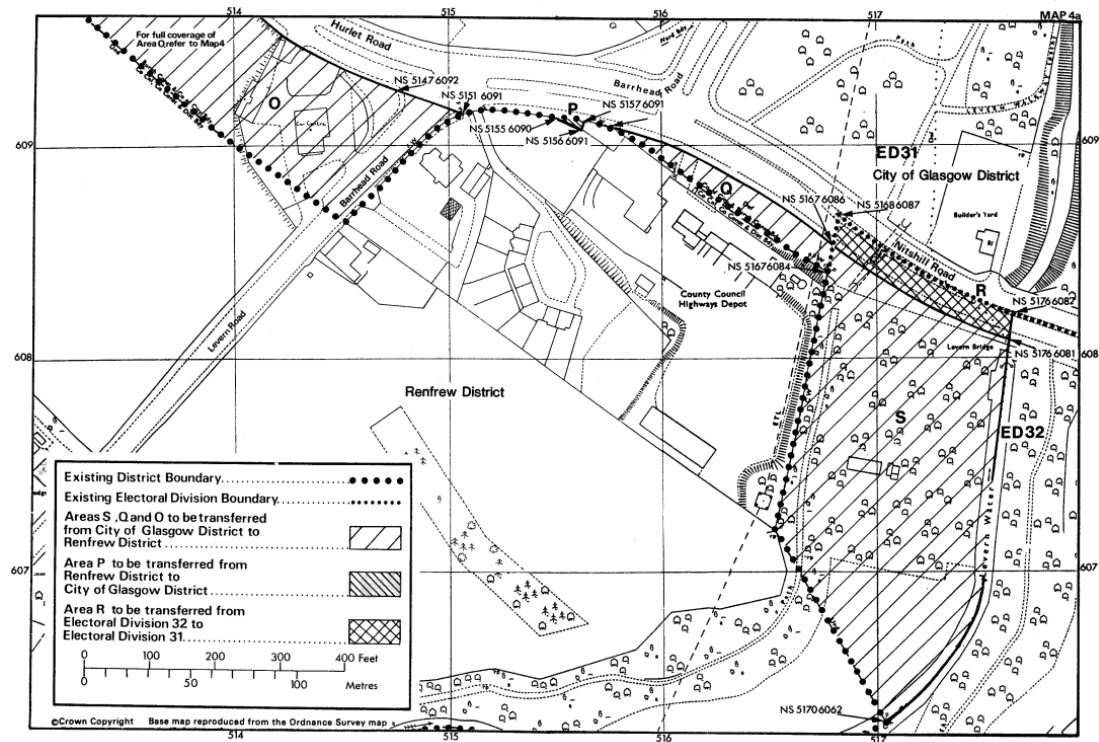 514
515
516
517
MAP 4a
For full coverage of
Area O, refer to Map4
Hurlet Road
Path
NS 5147 6092
NS 5151 6091
Barrhead Road
O
Car Centre
P
NS 5157 6091
NS 5155 6090
NS 5156 6091
609
609
ED31
City of Glasgow District
Barrhead Road
Q
NS 5167 6086
NS 5168 6087
Builder's Yard
Nitshill Road
NS 5167 6084
R
NS 5176 6082
County Council
Highways Depot
Levern Road
Levern Bridge
608
608
NS 5176 6081
Renfrew District
ETL
S
ED32
Levern Water
Existing District Boundary
Existing Electoral Division Boundary
Areas S, Q and O to be transferred
from City of Glasgow District to
Renfrew District
Area P to be transferred from
Renfrew District to
City of Glasgow District
Area R to be transferred from
Electoral Division 32 to
Electoral Division 31
0 100 200 300 400 Feet
0 50 100 Metres
607
607
Path
NS 5170 6062
©Crown Copyright Base map reproduced from the Ordnance Survey map
514
515
516
517